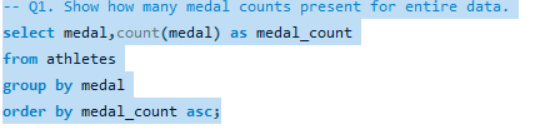 -- Q1. Show how many medal counts present for entire data.
select medal,count(medal) as medal_count
from athletes
group by medal
order by medal_count asc;